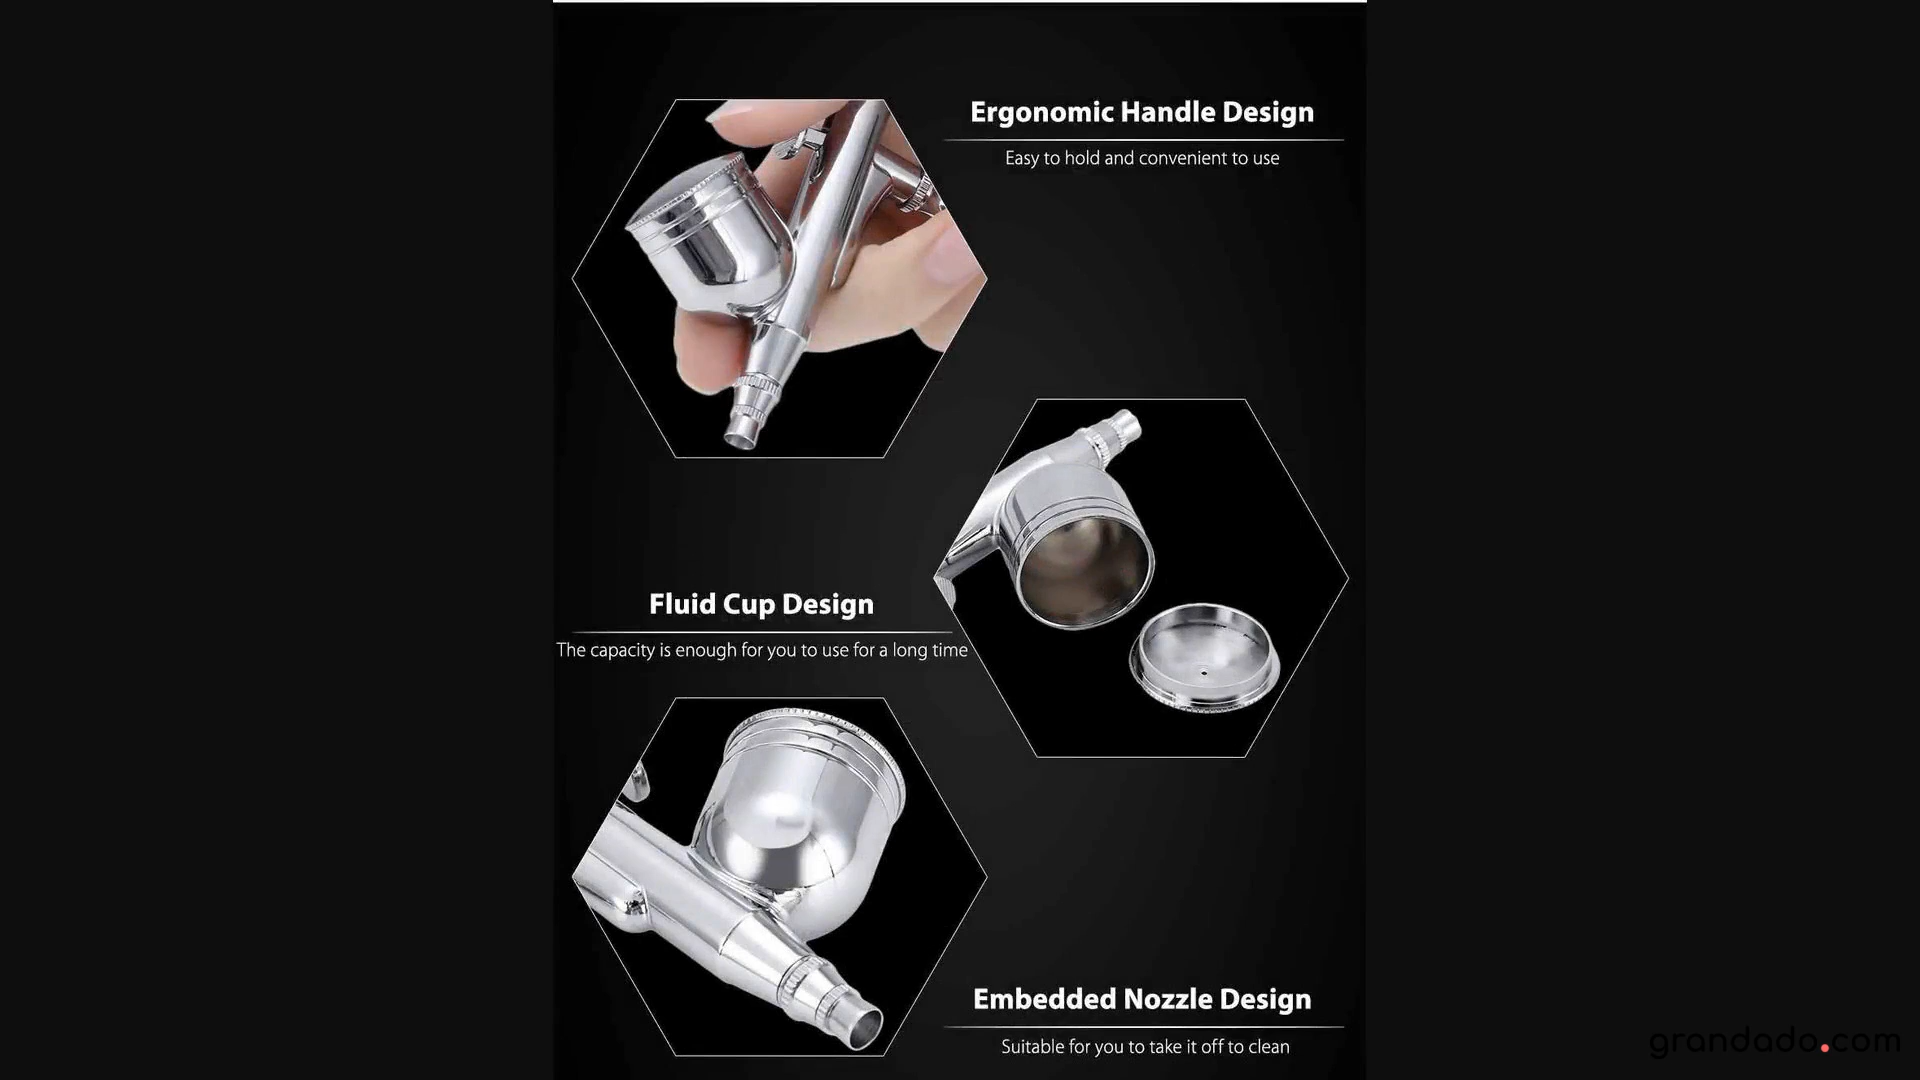 Ergonomic Handle Design
Easy to hold and convenient to use
Fluid Cup Design
The capacity is enough for you to use for a long time
Embedded Nozzle Design
Suitable for you to take it off to clean
grandado.com